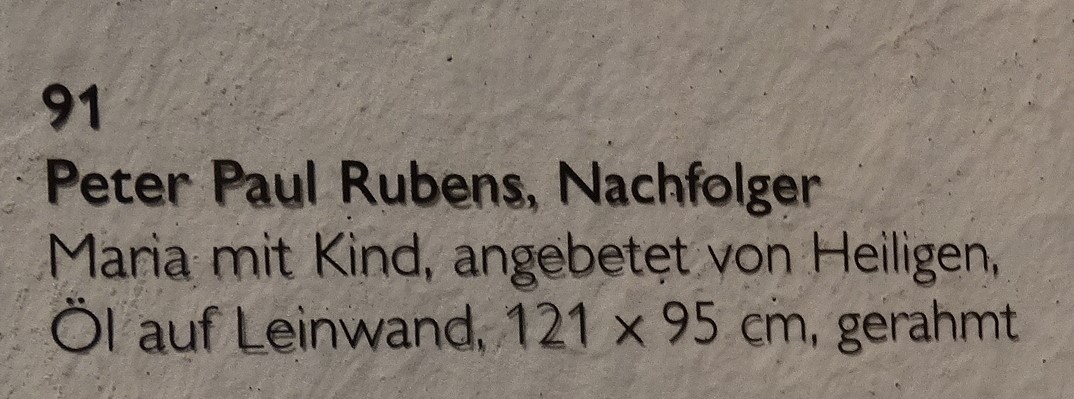 91
Peter Paul Rubens, Nachfolger
Maria mit Kind, angebetet von Heiligen,
Öl auf Leinwand, 121 x 95 cm, gerahmt